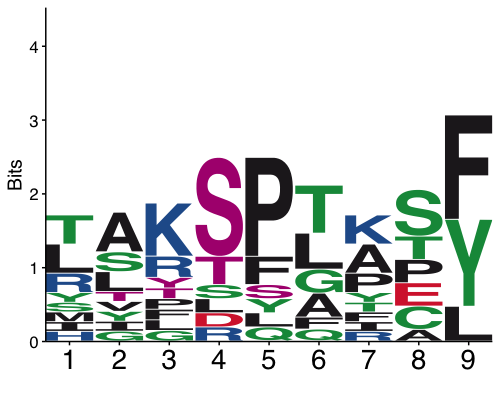 Bits
4
3
2
1
0
T L R Y S M I H
A S L T V Y I G
K R Y T P L G
S T S L D R
P F S Y L Q
T L G A F Q
K A P Y T F I R
S T P E C A
F Y L
1 2 3 4 5 6 7 8 9